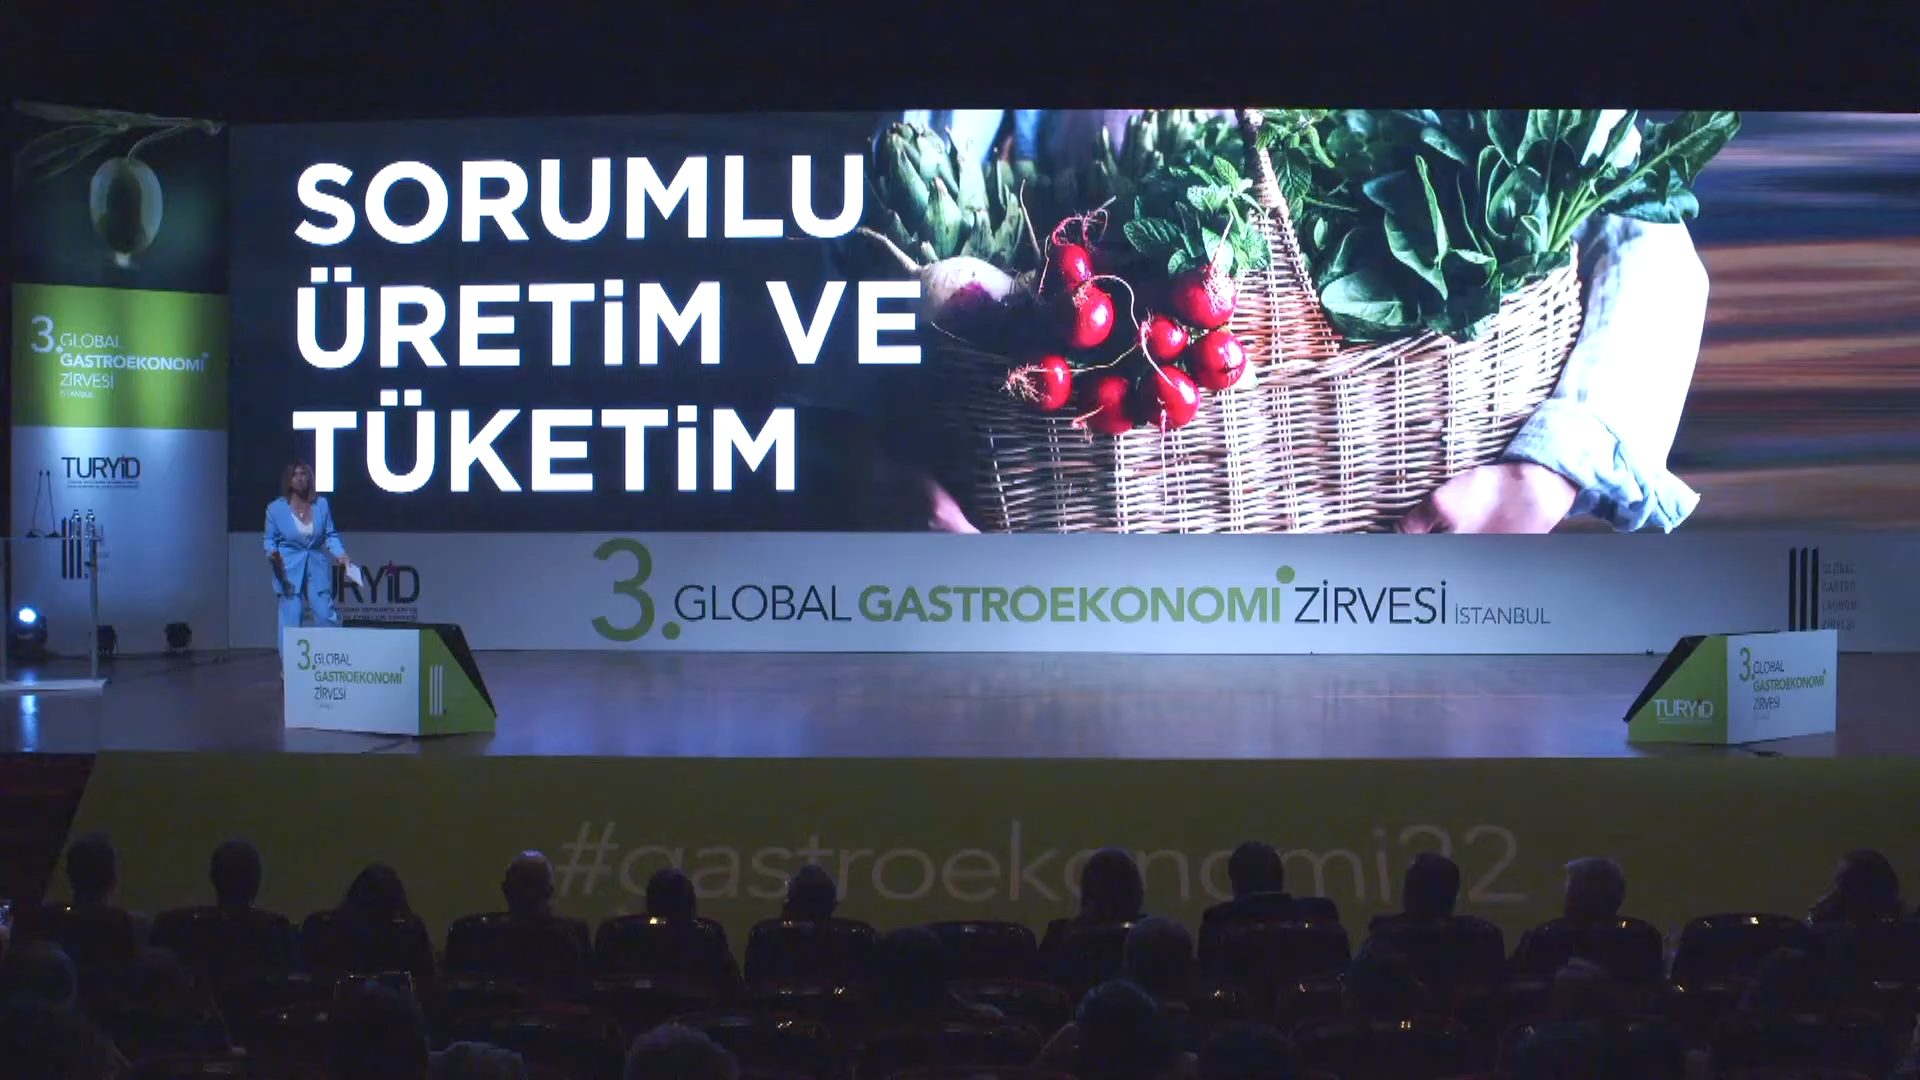 SORUMLU
ÜRETİM VE
TÜKETİM
3.GLOBAL
GASTROEKONOMİ
ZİRVESİ
İSTANBUL
TURYİD
3.GLOBAL GASTROEKONOMİ ZİRVESİ İSTANBUL
3.GLOBAL
GASTROEKONOMİ
ZİRVESİ
TURYİD
3.GLOBAL
GASTROEKONOMİ
ZİRVESİ
#gastroekonomi22